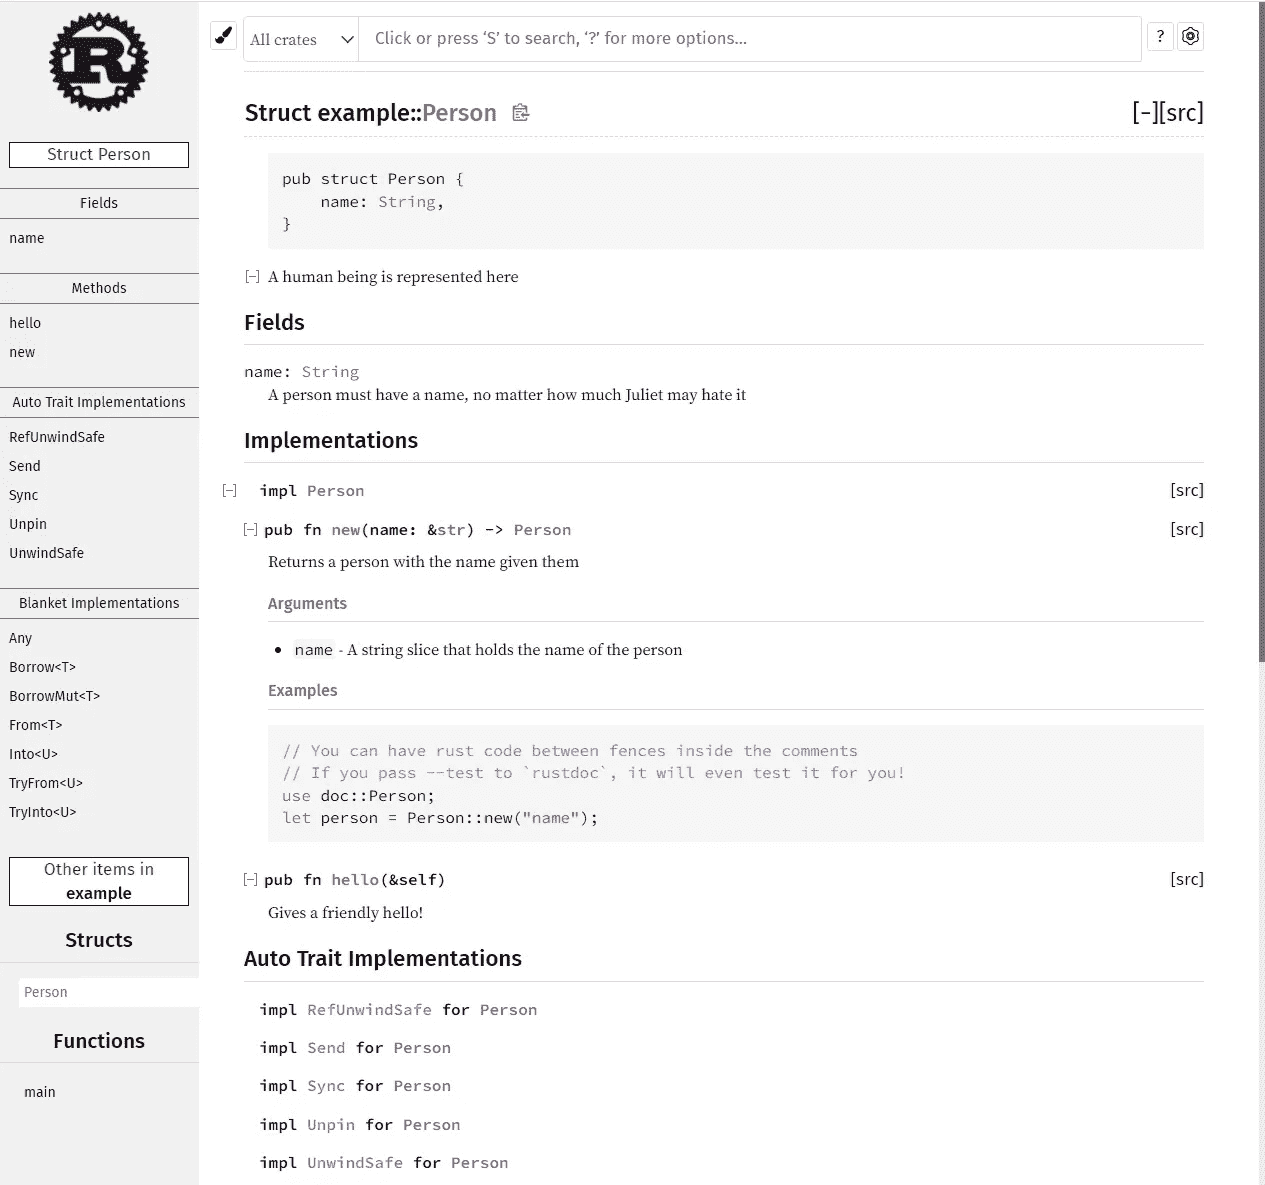 R
Struct Person
Fields
name
Methods
hello
new
Auto Trait Implementations
RefUnwindSafe
Send
Sync
Unpin
UnwindSafe
Blanket Implementations
Any
Borrow<T>
BorrowMut<T>
From<T>
Into<U>
TryFrom<U>
TryInto<U>
Other items in
example
Structs
Person
Functions
main
All crates
Click or press ‘S’ to search, ‘?’ for more options...
?
Struct example::Person [-][src]
pub struct Person {
    name: String,
}
[-] A human being is represented here
Fields
name: String
A person must have a name, no matter how much Juliet may hate it
Implementations
[-] impl Person [src]
[-] pub fn new(name: &str) -> Person [src]
Returns a person with the name given them
Arguments
• name - A string slice that holds the name of the person
Examples
// You can have rust code between fences inside the comments
// If you pass --test to `rustdoc`, it will even test it for you!
use doc::Person;
let person = Person::new("name");
[-] pub fn hello(&self) [src]
Gives a friendly hello!
Auto Trait Implementations
impl RefUnwindSafe for Person
impl Send for Person
impl Sync for Person
impl Unpin for Person
impl UnwindSafe for Person